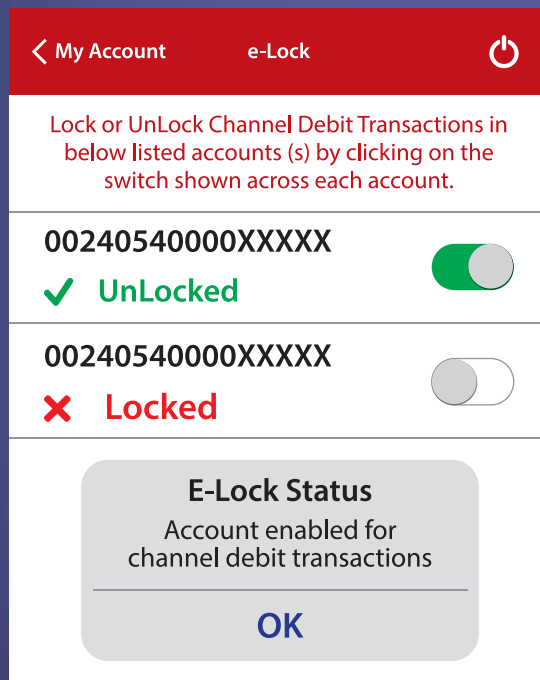 My Account e-Lock
Lock or UnLock Channel Debit Transactions in
below listed accounts (s) by clicking on the
switch shown across each account.
00240540000XXXXX
UnLocked
00240540000XXXXX
Locked
E-Lock Status
Account enabled for
channel debit transactions
OK